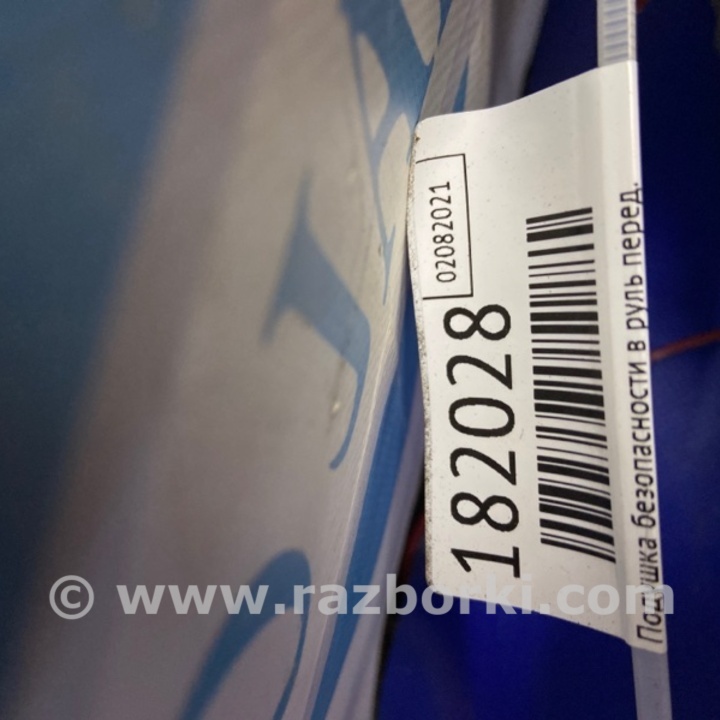 02082021
182028
Подушка безопасности в руль перед.
© www.razborki.com